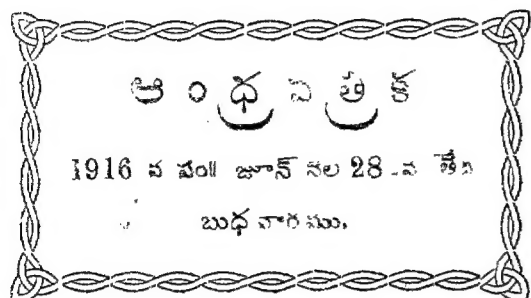 ఆంధ్రపత్రిక
1916 వ సం॥ జూన్ నెల 28-వ తేది
బుధవారము.